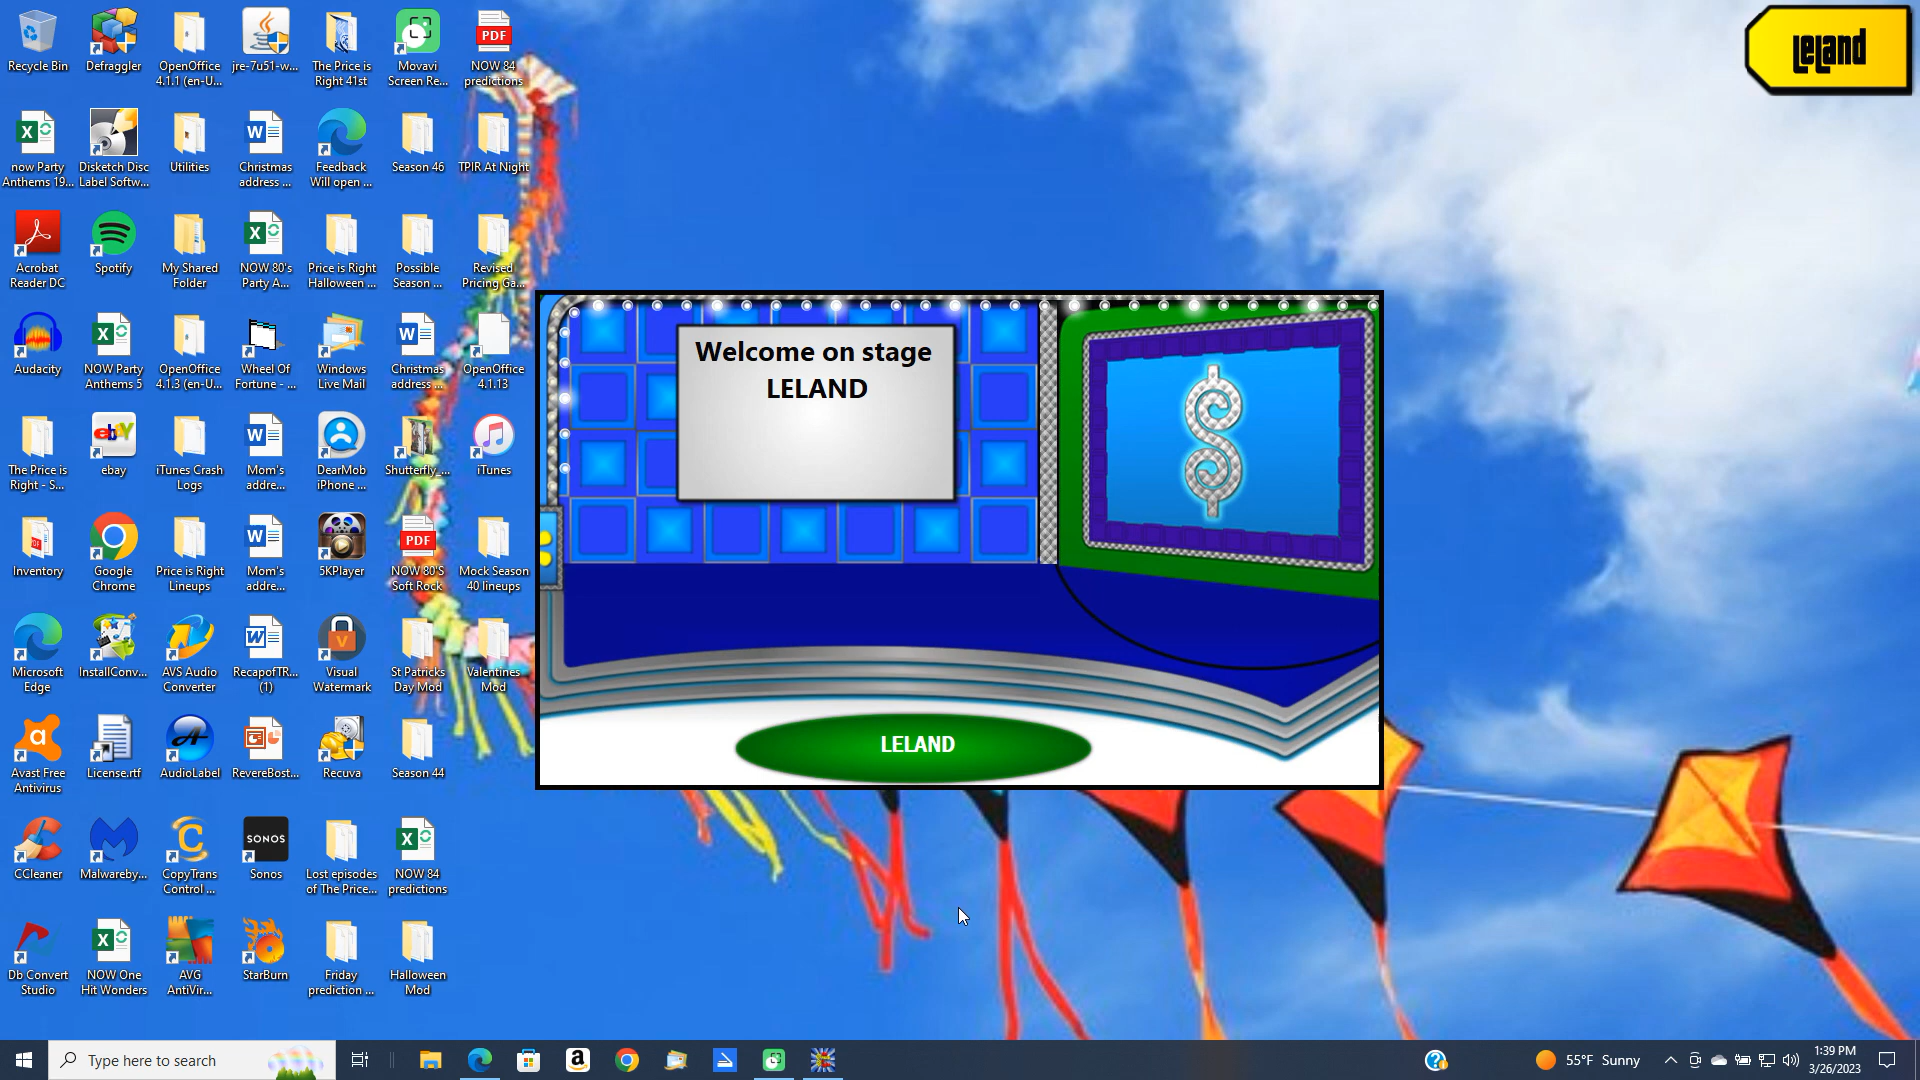 Recycle Bin
Defraggler
OpenOffice
4.1.1 (en-U...
jre-7u51-w...
The Price is
Right 41st
Movavi
Screen Re...
PDF
NOW 84
predictions
Leland
now Party
Anthems 19...
Disketch Disc
Label Softw...
Utilities
Christmas
address ...
Feedback
Will open ...
Season 46
TPIR At Night
Acrobat
Reader DC
Spotify
My Shared
Folder
NOW 80's
Party A...
Price is Right
Halloween ...
Possible
Season ...
Revised
Pricing Ga...
Audacity
NOW Party
Anthems 5
OpenOffice
4.1.3 (en-U...
Wheel Of
Fortune - ...
Windows
Live Mail
Christmas
address ...
OpenOffice
4.1.13
Welcome on stage
LELAND
The Price is
Right - S...
ebay
ebay
iTunes Crash
Logs
Mom's
addre...
DearMob
iPhone ...
Shutterfly_...
iTunes
Inventory
Google
Chrome
Price is Right
Lineups
Mom's
addre...
5KPlayer
PDF
NOW 80'S
Soft Rock
Mock Season
40 lineups
Microsoft
Edge
InstallConv...
AVS Audio
Converter
RecapofTR...
(1)
Visual
Watermark
St Patricks
Day Mod
Valentines
Mod
Avast Free
Antivirus
License.rtf
AudioLabel
RevereBost...
Recuva
Season 44
LELAND
CCleaner
Malwareby...
CopyTrans
Control ...
SONOS
Sonos
Lost episodes
of The Price...
NOW 84
predictions
Db Convert
Studio
NOW One
Hit Wonders
AVG
AntiVir...
StarBurn
Friday
prediction ...
Halloween
Mod
Type here to search
55°F Sunny
1:39 PM
3/26/2023